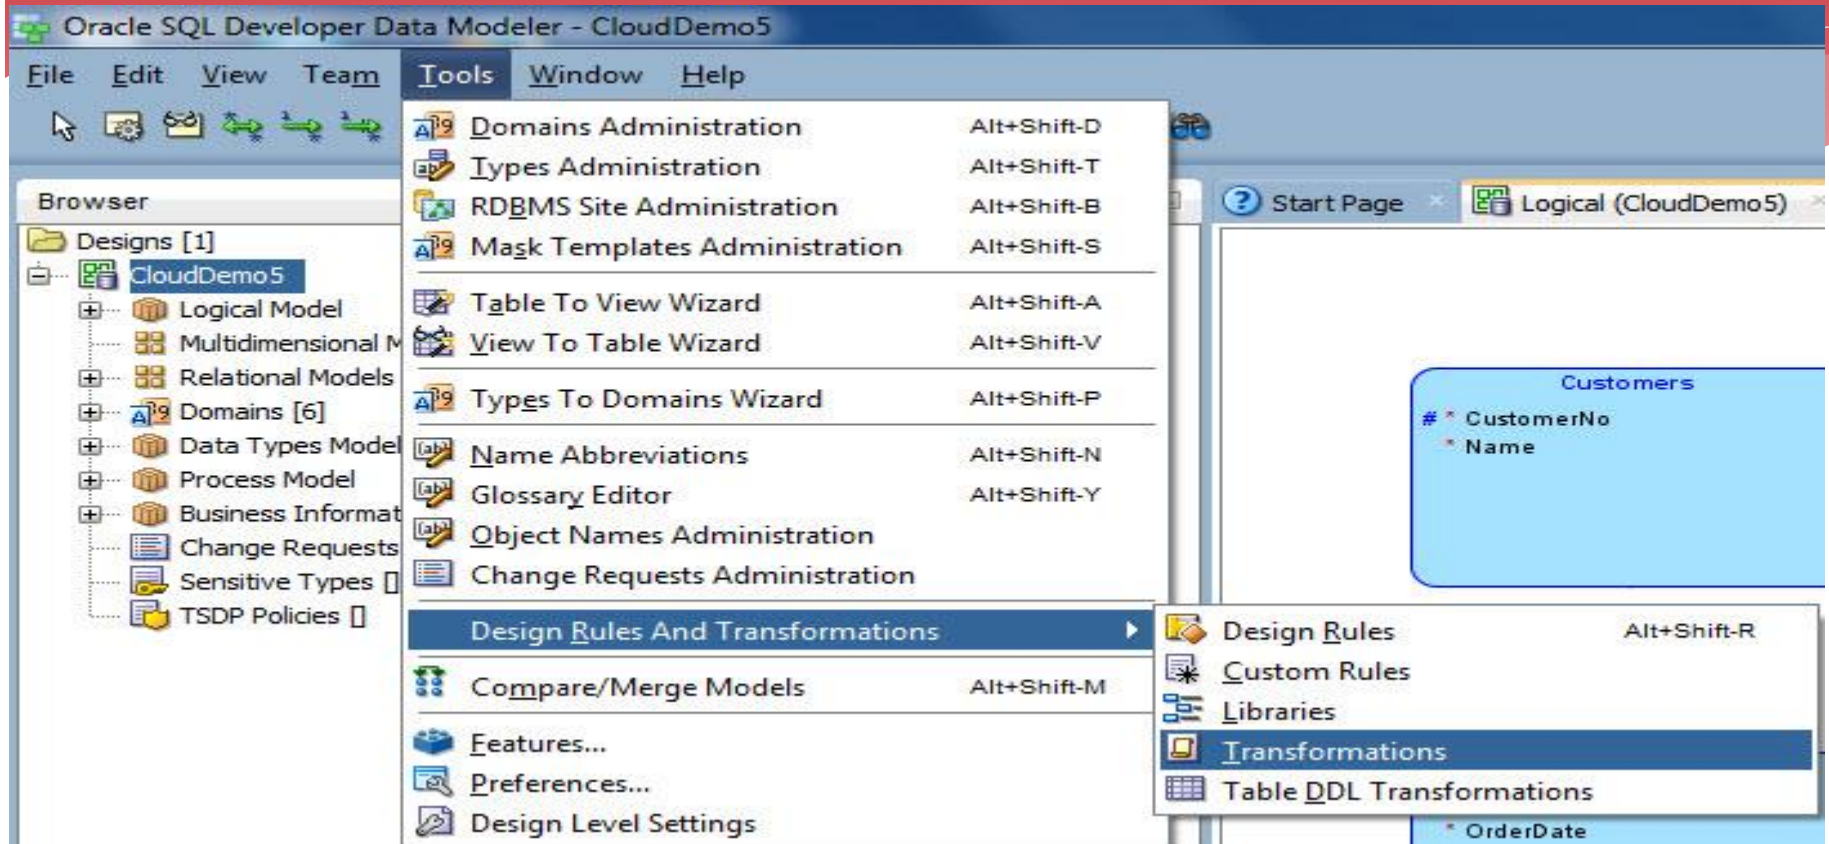 Oracle SQL Developer Data Modeler - CloudDemo5
File Edit View Team Tools Window Help
Browser
Designs [1]
CloudDemo5
Logical Model
Multidimensional M
Relational Models
Domains [6]
Data Types Model
Process Model
Business Informat
Change Requests
Sensitive Types []
TSDP Policies []
Domains Administration Alt+Shift-D
Types Administration Alt+Shift-T
RDBMS Site Administration Alt+Shift-B
Mask Templates Administration Alt+Shift-S
Table To View Wizard Alt+Shift-A
View To Table Wizard Alt+Shift-V
Types To Domains Wizard Alt+Shift-P
Name Abbreviations Alt+Shift-N
Glossary Editor Alt+Shift-Y
Object Names Administration
Change Requests Administration
Design Rules And Transformations
Compare/Merge Models Alt+Shift-M
Features...
Preferences...
Design Level Settings
Design Rules Alt+Shift-R
Custom Rules
Libraries
Transformations
Table DDL Transformations
Start Page Logical (CloudDemo5)
Customers
# * CustomerNo
* Name
* OrderDate